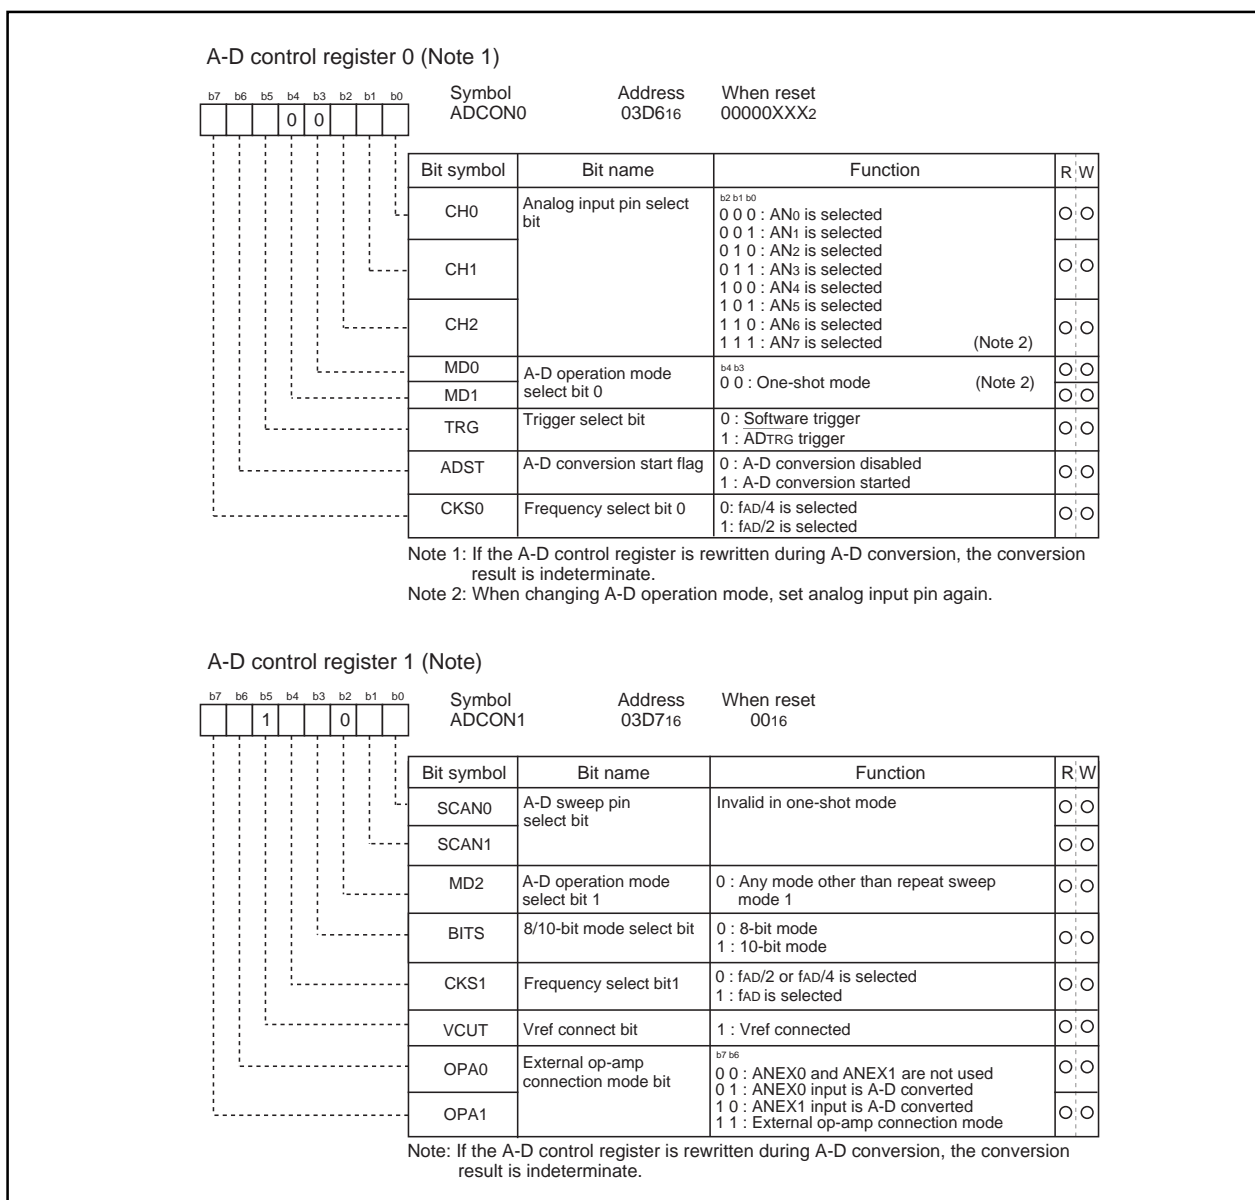 A-D control register 0 (Note 1)
b7 b6 b5 b4 b3 b2 b1 b0
0 0
Symbol Address When reset
ADCON0 03D616 00000XXX2
Bit symbol Bit name Function R W
CH0 Analog input pin select bit
b2 b1 b0
0 0 0 : AN0 is selected
0 0 1 : AN1 is selected
0 1 0 : AN2 is selected
CH1
0 1 1 : AN3 is selected
1 0 0 : AN4 is selected
1 0 1 : AN5 is selected
CH2
1 1 0 : AN6 is selected
1 1 1 : AN7 is selected (Note 2)
MD0
MD1
A-D operation mode
select bit 0
b4 b3
0 0 : One-shot mode (Note 2)
TRG Trigger select bit
0 : Software trigger
1 : ADTRG trigger
ADST A-D conversion start flag
0 : A-D conversion disabled
1 : A-D conversion started
CKS0 Frequency select bit 0
0: fAD/4 is selected
1: fAD/2 is selected
Note 1: If the A-D control register is rewritten during A-D conversion, the conversion
result is indeterminate.
Note 2: When changing A-D operation mode, set analog input pin again.
A-D control register 1 (Note)
b7 b6 b5 b4 b3 b2 b1 b0
1 0
Symbol Address When reset
ADCON1 03D716 0016
Bit symbol Bit name Function R W
SCAN0
A-D sweep pin
select bit
Invalid in one-shot mode
SCAN1
MD2
A-D operation mode
select bit 1
0 : Any mode other than repeat sweep
mode 1
BITS 8/10-bit mode select bit
0 : 8-bit mode
1 : 10-bit mode
CKS1 Frequency select bit1
0 : fAD/2 or fAD/4 is selected
1 : fAD is selected
VCUT Vref connect bit 1 : Vref connected
OPA0
External op-amp
connection mode bit
b7 b6
0 0 : ANEX0 and ANEX1 are not used
0 1 : ANEX0 input is A-D converted
1 0 : ANEX1 input is A-D converted
1 1 : External op-amp connection mode
OPA1
Note: If the A-D control register is rewritten during A-D conversion, the conversion
result is indeterminate.